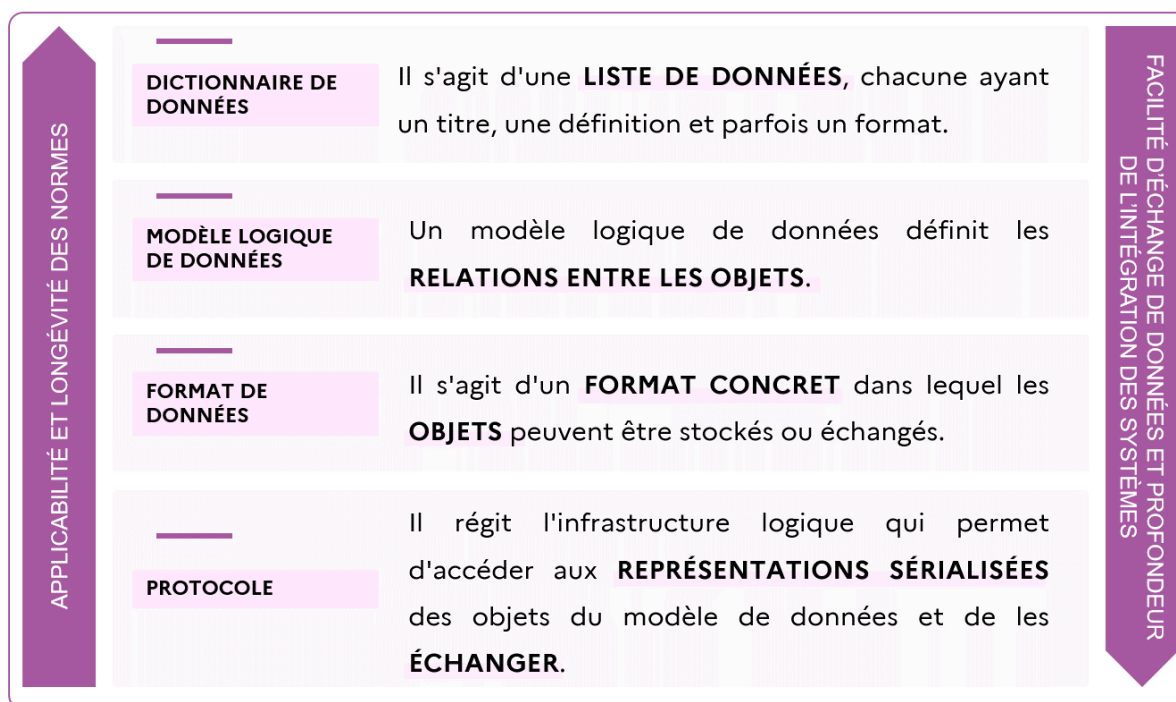 APPLICABILITÉ ET LONGÉVITÉ DES NORMES
DICTIONNAIRE DE
DONNÉES
Il s'agit d'une LISTE DE DONNÉES, chacune ayant
un titre, une définition et parfois un format.
MODÈLE LOGIQUE
DE DONNÉES
Un modèle logique de données définit les
RELATIONS ENTRE LES OBJETS.
FORMAT DE
DONNÉES
Il s'agit d'un FORMAT CONCRET dans lequel les
OBJETS peuvent être stockés ou échangés.
PROTOCOLE
Il régit l'infrastructure logique qui permet
d'accéder aux REPRÉSENTATIONS SÉRIALISÉES
des objets du modèle de données et de les
ÉCHANGER.
FACILITÉ D'ÉCHANGE DE DONNÉES ET PROFONDEUR
DE L'INTÉGRATION DES SYSTÈMES